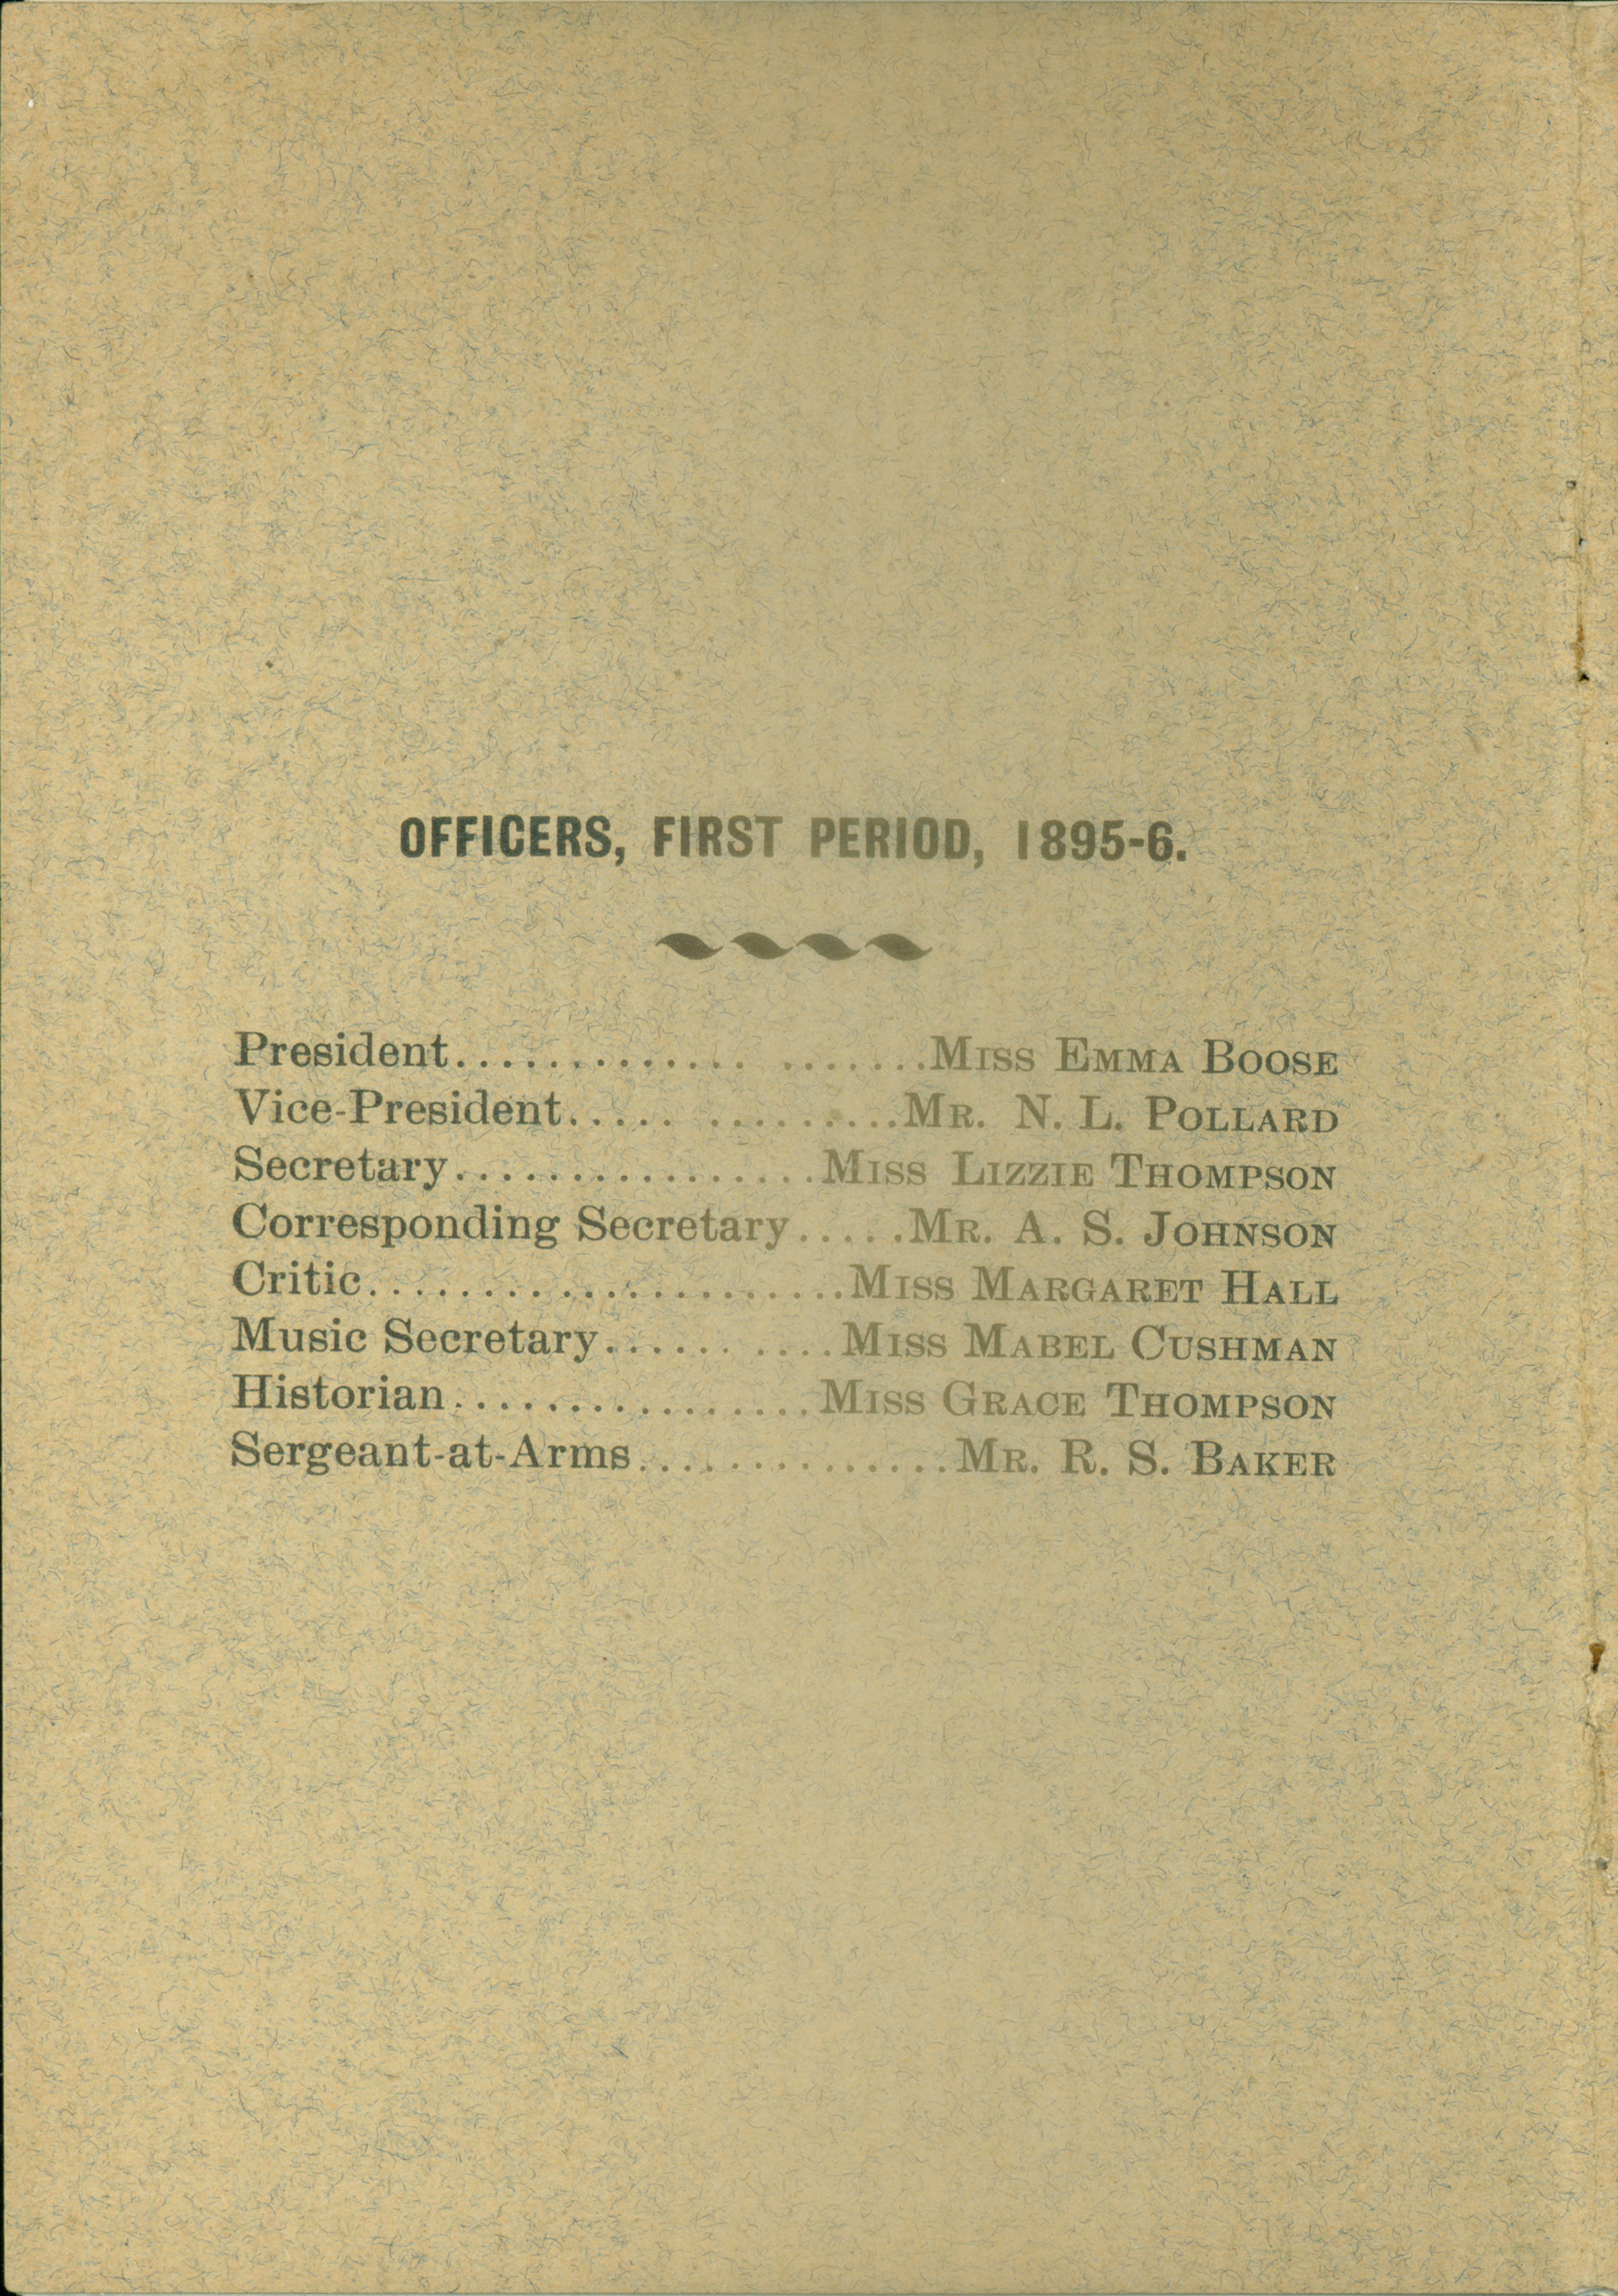 OFFICERS, FIRST PERIOD, 1895-6.
President............. .......Miss Emma Boose
Vice-President..... .........Mr. N. L. Pollard
Secretary................Miss Lizzie Thompson
Corresponding Secretary.....Mr. A. S. Johnson
Critic.....................Miss Margaret Hall
Music Secretary...... ....Miss Mabel Cushman
Historian................Miss Grace Thompson
Sergeant-at-Arms..............Mr. R. S. Baker